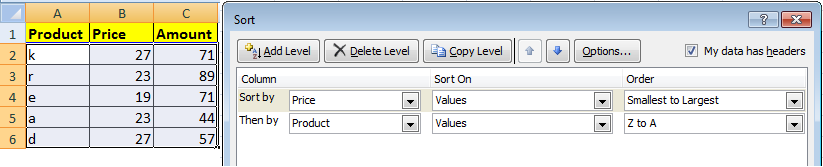 A B C
1 Product Price Amount
2 k 27 71
3 r 23 89
4 e 19 71
5 a 23 44
6 d 27 57
Sort
Add Level Delete Level Copy Level Options... My data has headers
Column Sort On Order
Sort by Price Values Smallest to Largest
Then by Product Values Z to A